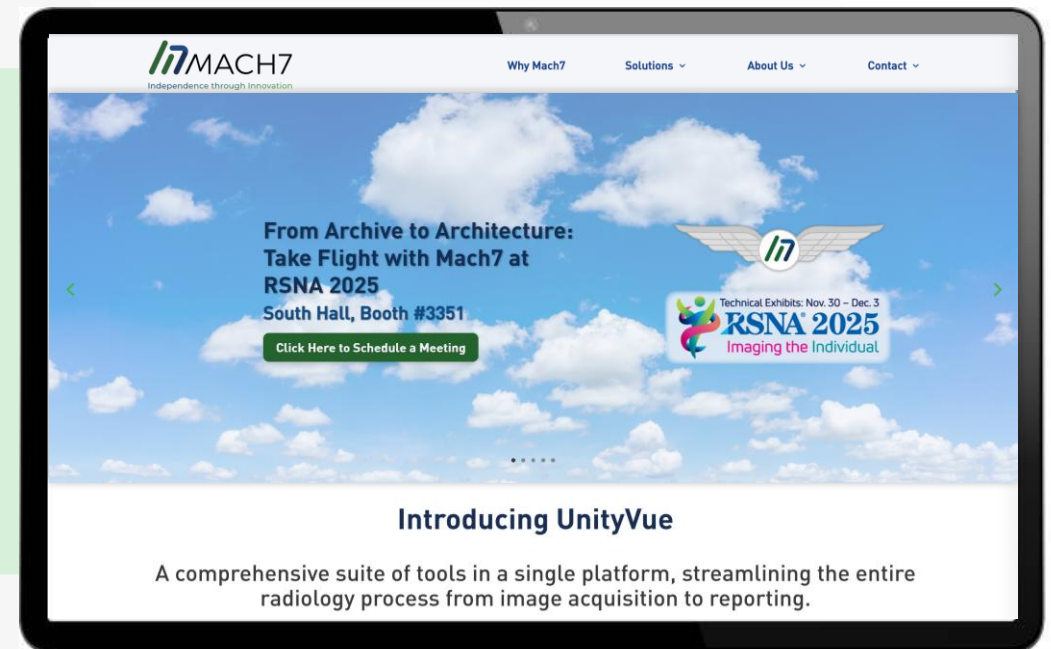 MACH7
Independence through Innovation
Why Mach7
Solutions
About Us
Contact
From Archive to Architecture:
Take Flight with Mach7 at
RSNA 2025
South Hall, Booth #3351
Click Here to Schedule a Meeting
Technical Exhibits: Nov. 30 – Dec. 3
RSNA® 2025
Imaging the Individual
Introducing UnityVue
A comprehensive suite of tools in a single platform, streamlining the entire
radiology process from image acquisition to reporting.